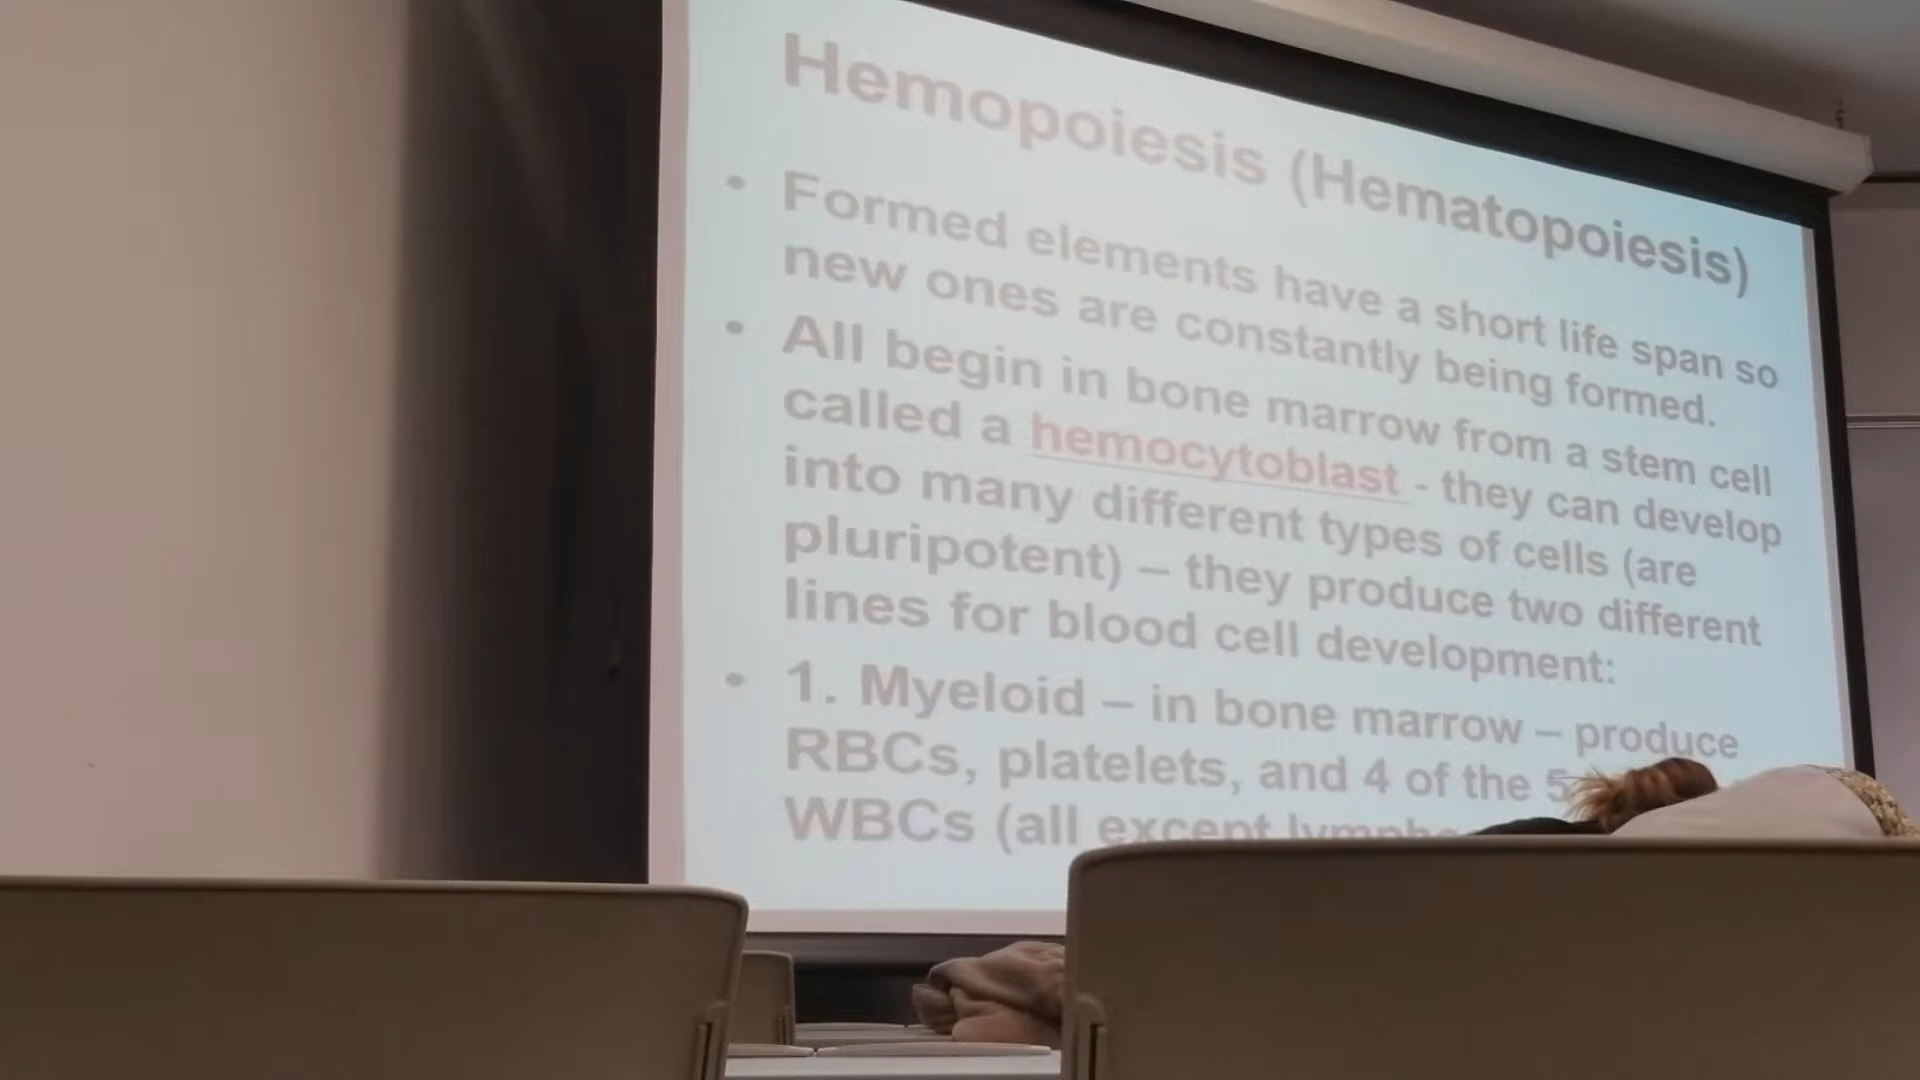 Hemopoiesis (Hematopoiesis)
• Formed elements have a short life span so
new ones are constantly being formed.
• All begin in bone marrow from a stem cell
called a hemocytoblast - they can develop
into many different types of cells (are
pluripotent) – they produce two different
lines for blood cell development:
• 1. Myeloid – in bone marrow – produce
RBCs, platelets, and 4 of the 5
WBCs (all except